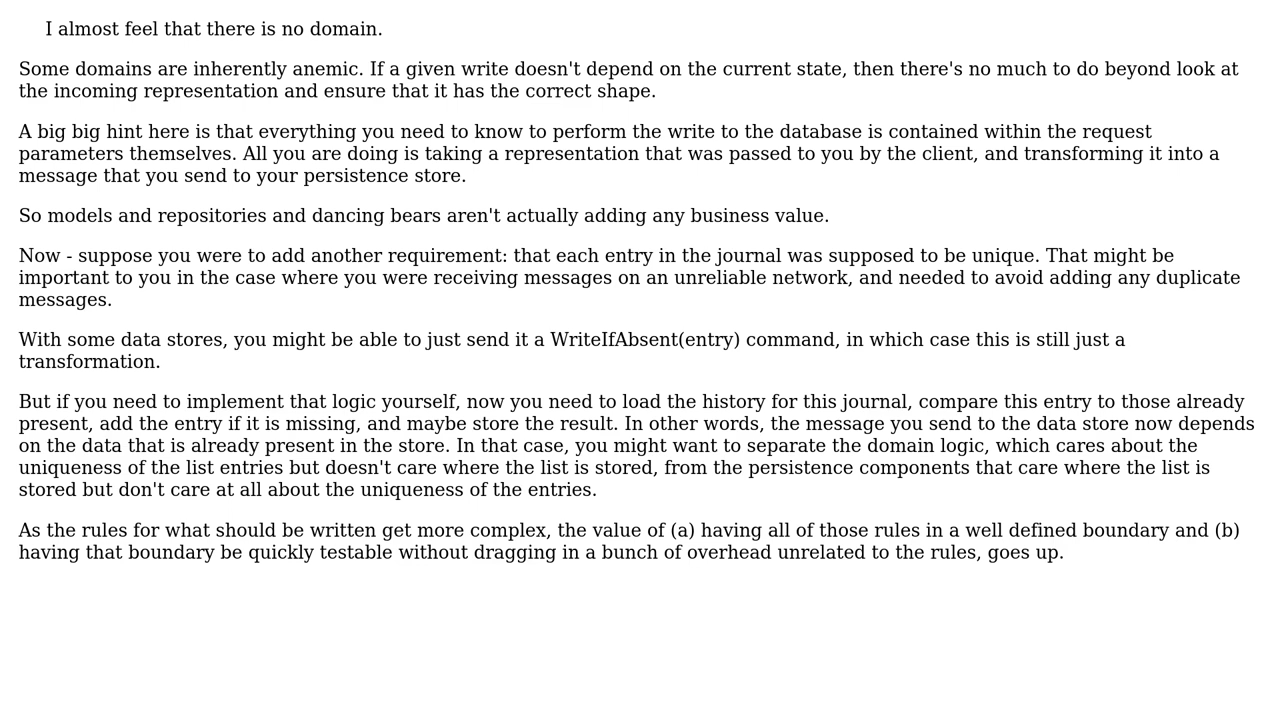 I almost feel that there is no domain.
Some domains are inherently anemic. If a given write doesn't depend on the current state, then there's no much to do beyond look at
the incoming representation and ensure that it has the correct shape.
A big big hint here is that everything you need to know to perform the write to the database is contained within the request
parameters themselves. All you are doing is taking a representation that was passed to you by the client, and transforming it into a
message that you send to your persistence store.
So models and repositories and dancing bears aren't actually adding any business value.
Now - suppose you were to add another requirement: that each entry in the journal was supposed to be unique. That might be
important to you in the case where you were receiving messages on an unreliable network, and needed to avoid adding any duplicate
messages.
With some data stores, you might be able to just send it a WriteIfAbsent(entry) command, in which case this is still just a
transformation.
But if you need to implement that logic yourself, now you need to load the history for this journal, compare this entry to those already
present, add the entry if it is missing, and maybe store the result. In other words, the message you send to the data store now depends
on the data that is already present in the store. In that case, you might want to separate the domain logic, which cares about the
uniqueness of the list entries but doesn't care where the list is stored, from the persistence components that care where the list is
stored but don't care at all about the uniqueness of the entries.
As the rules for what should be written get more complex, the value of (a) having all of those rules in a well defined boundary and (b)
having that boundary be quickly testable without dragging in a bunch of overhead unrelated to the rules, goes up.